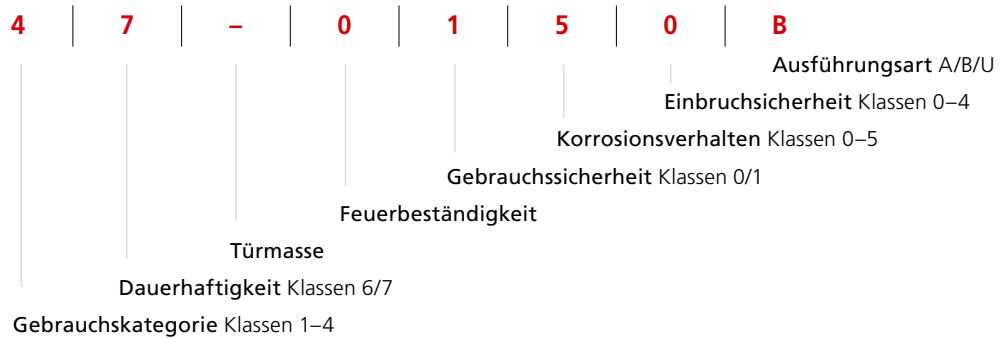 4 7 – 0 1 5 0 B
Ausführungsart A/B/U
Einbruchsicherheit Klassen 0–4
Korrosionsverhalten Klassen 0–5
Gebrauchssicherheit Klassen 0/1
Feuerbeständigkeit
Türmasse
Dauerhaftigkeit Klassen 6/7
Gebrauchskategorie Klassen 1–4